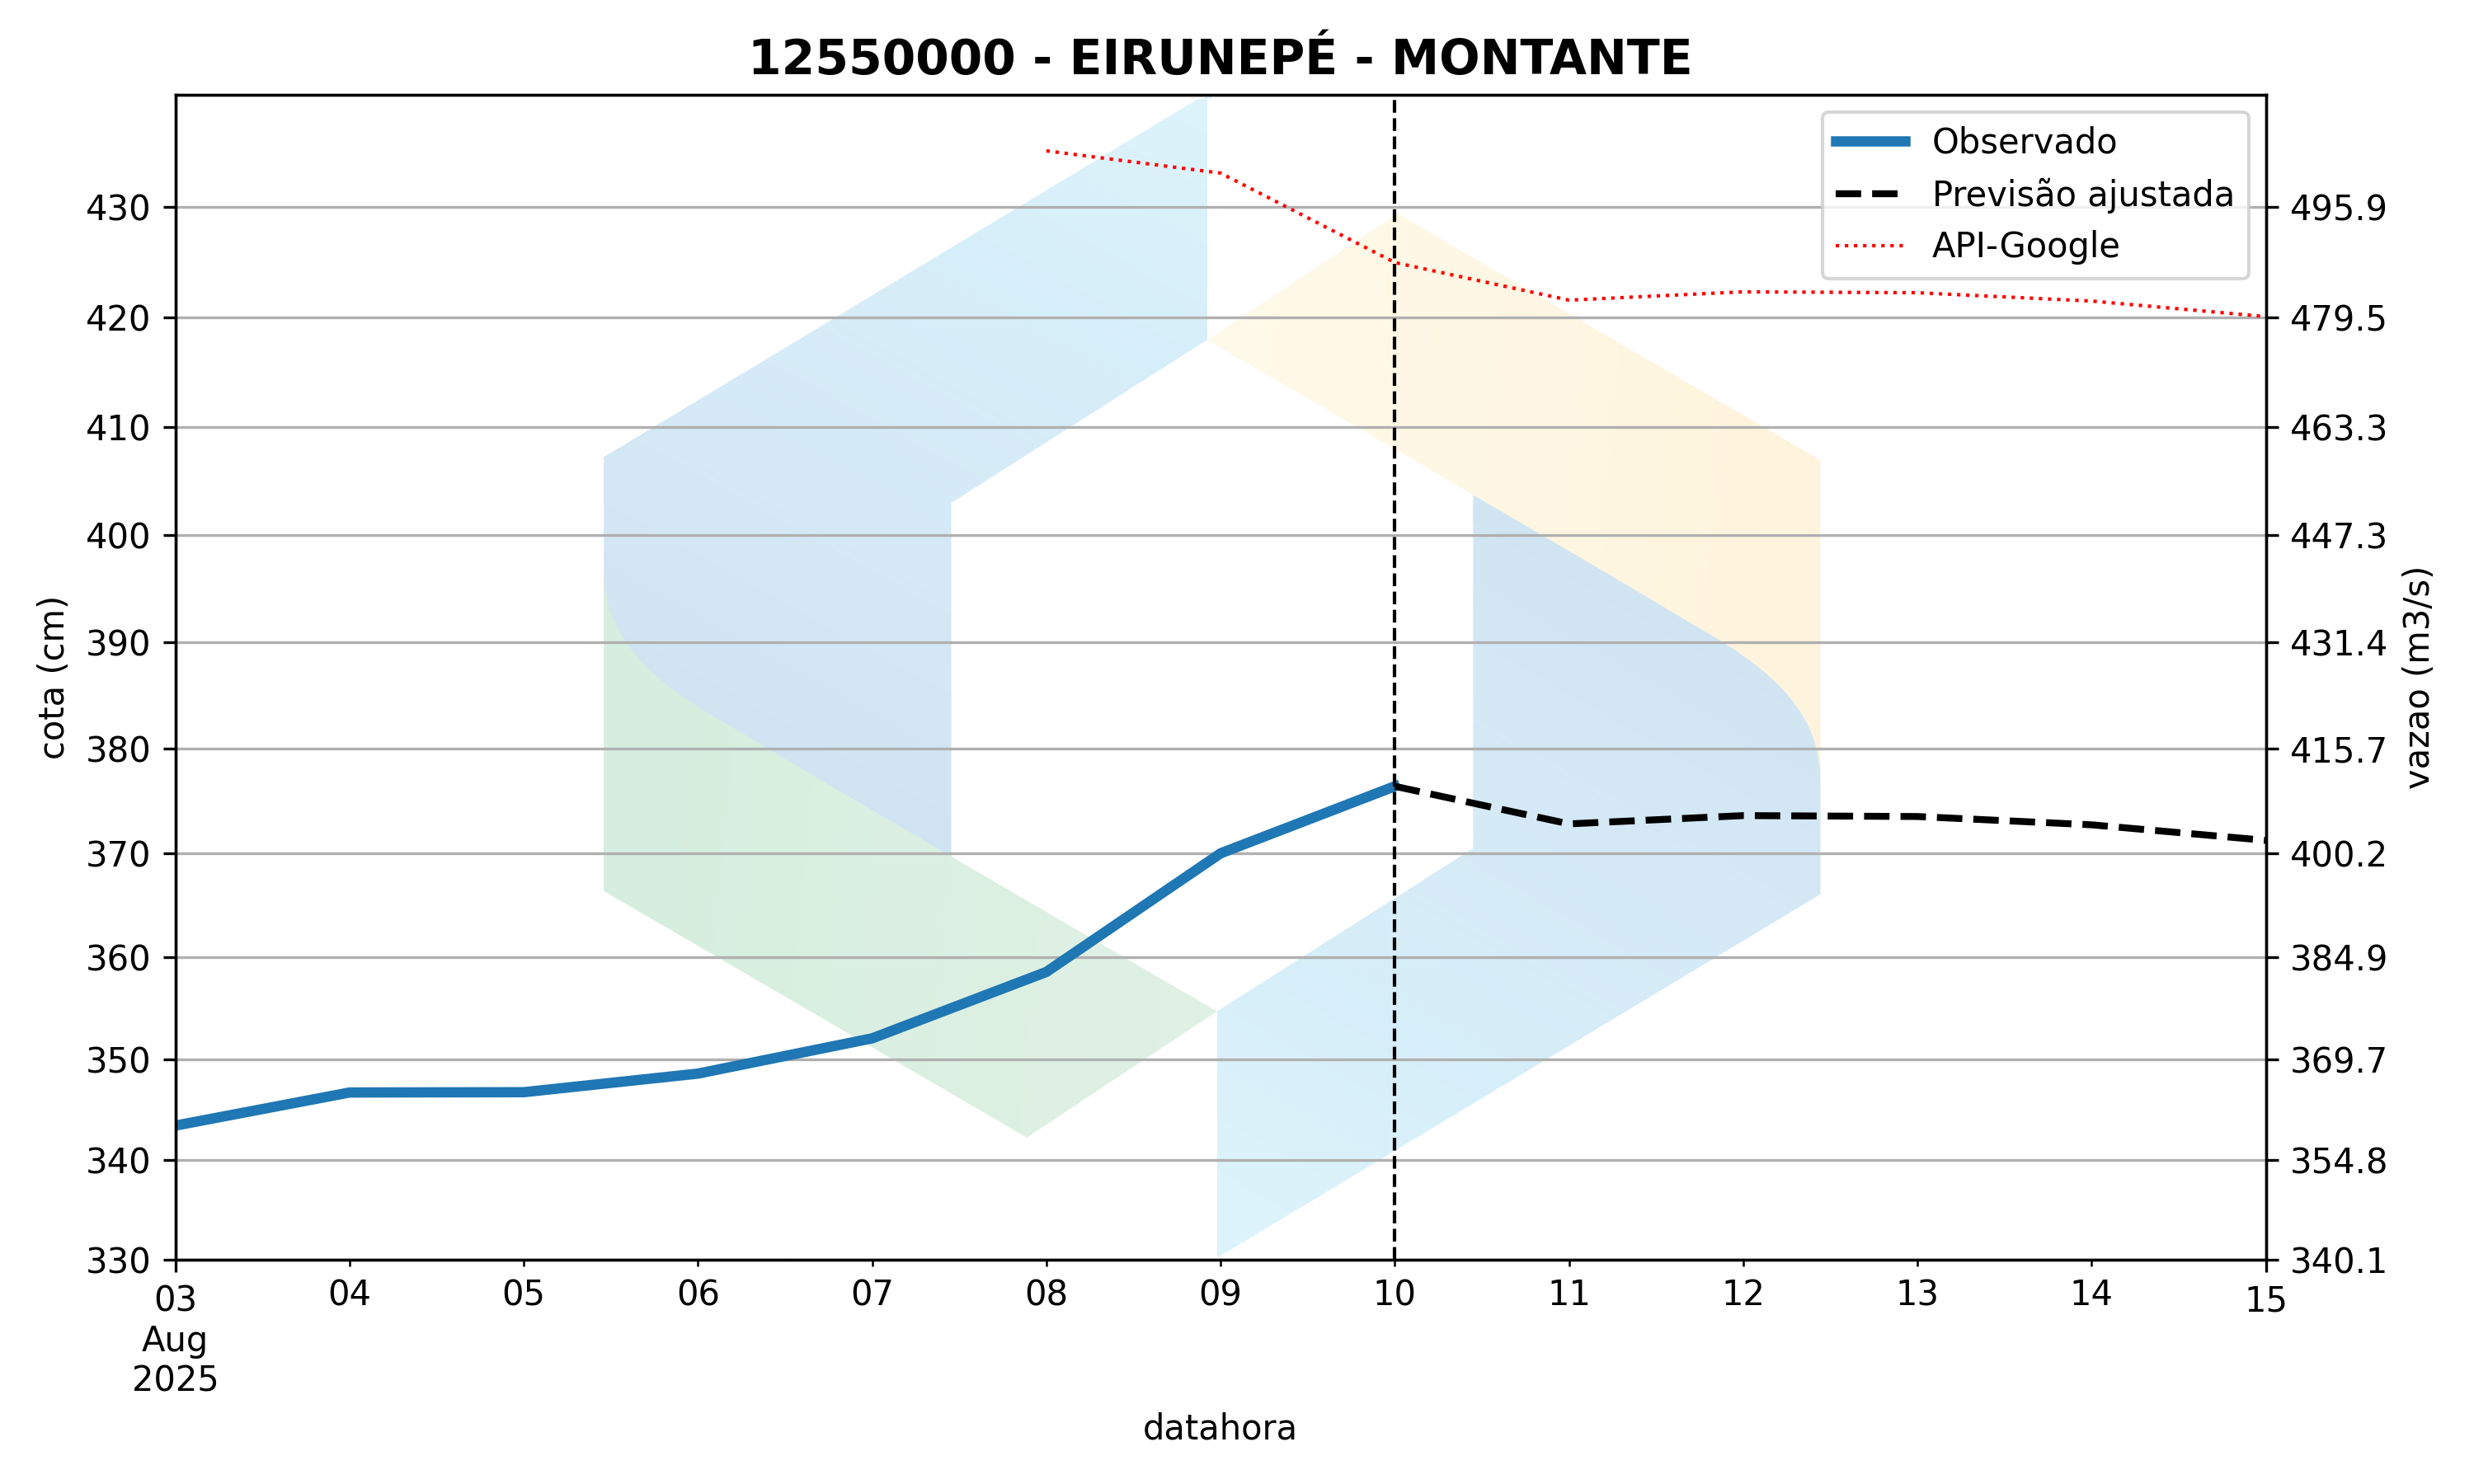 12550000 - EIRUNEPÉ - MONTANTE
Observado
Previsão ajustada
API-Google
430
420
410
400
390
380
370
360
350
340
330
cota (cm)
495.9
479.5
463.3
447.3
431.4
415.7
400.2
384.9
369.7
354.8
340.1
vazao (m3/s)
03 04 05 06 07 08 09 10 11 12 13 14 15
Aug
2025
datahora